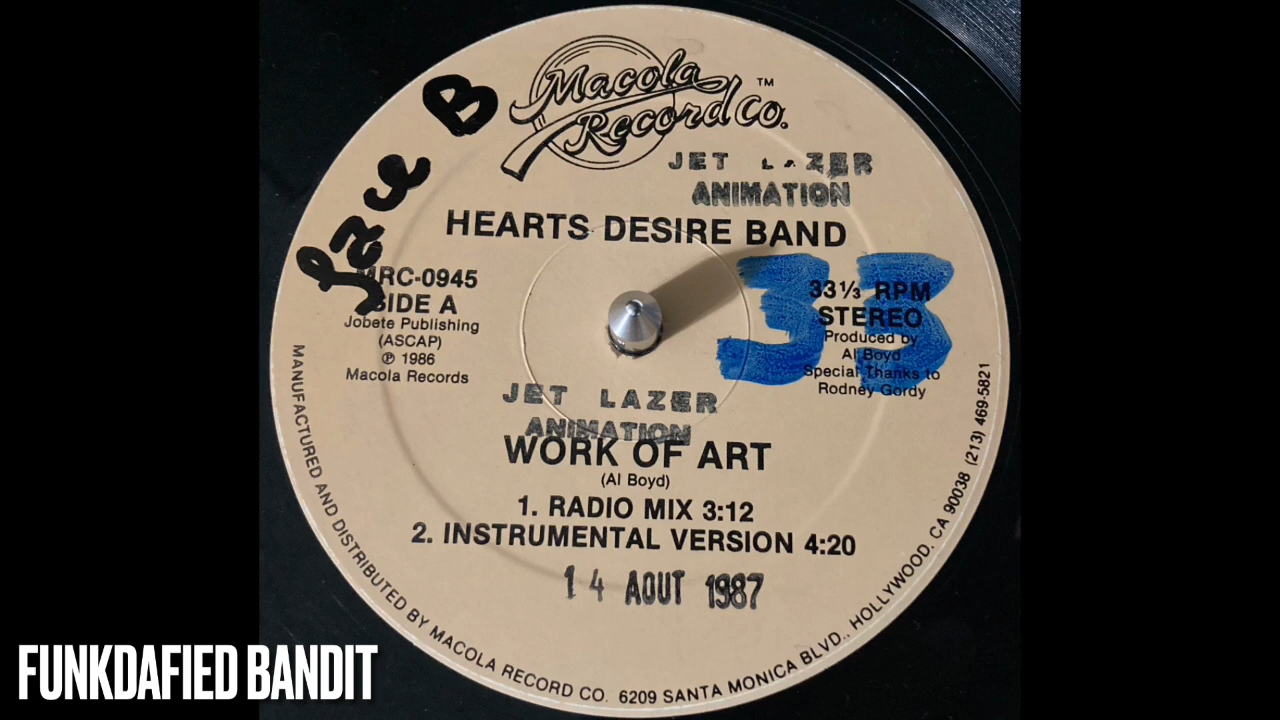 Macola
Record Co.
™
Jaze B
JET LAZER
ANIMATION
HEARTS DESIRE BAND
MRC-0945
SIDE A
Jobete Publishing
(ASCAP)
℗ 1986
Macola Records
33
33⅓ RPM
STEREO
Produced by
Al Boyd
Special Thanks to
Rodney Gordy
JET LAZER
ANIMATION
WORK OF ART
(Al Boyd)
1. RADIO MIX 3:12
2. INSTRUMENTAL VERSION 4:20
14 AOUT 1987
MANUFACTURED AND DISTRIBUTED BY MACOLA RECORD CO. 6209 SANTA MONICA BLVD., HOLLYWOOD, CA 90038 (213) 469-5821
FUNKDAFIED BANDIT